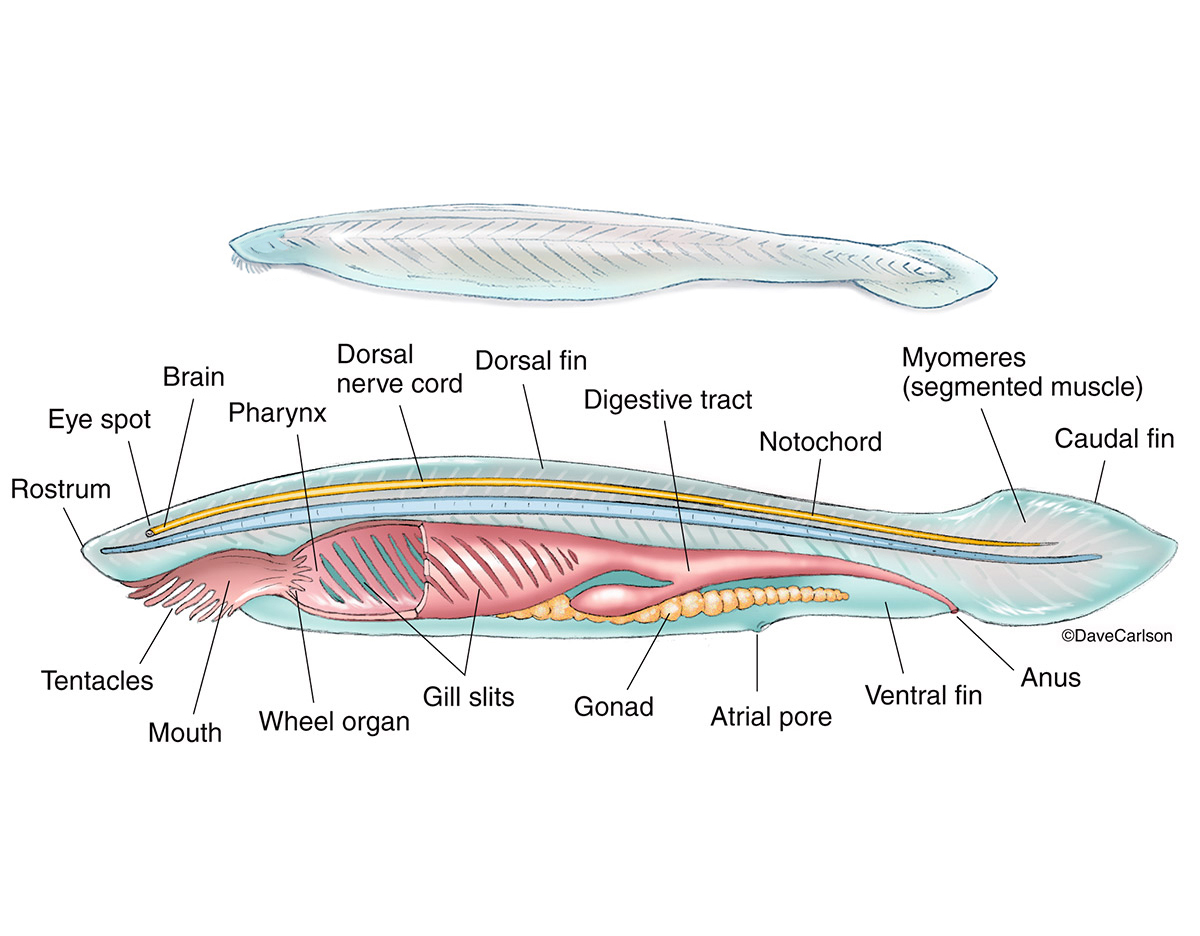 Dorsal
nerve cord
Dorsal fin
Myomeres
(segmented muscle)
Brain
Digestive tract
Eye spot
Pharynx
Notochord
Caudal fin
Rostrum
©DaveCarlson
Tentacles
Mouth
Wheel organ
Gill slits
Gonad
Atrial pore
Ventral fin
Anus